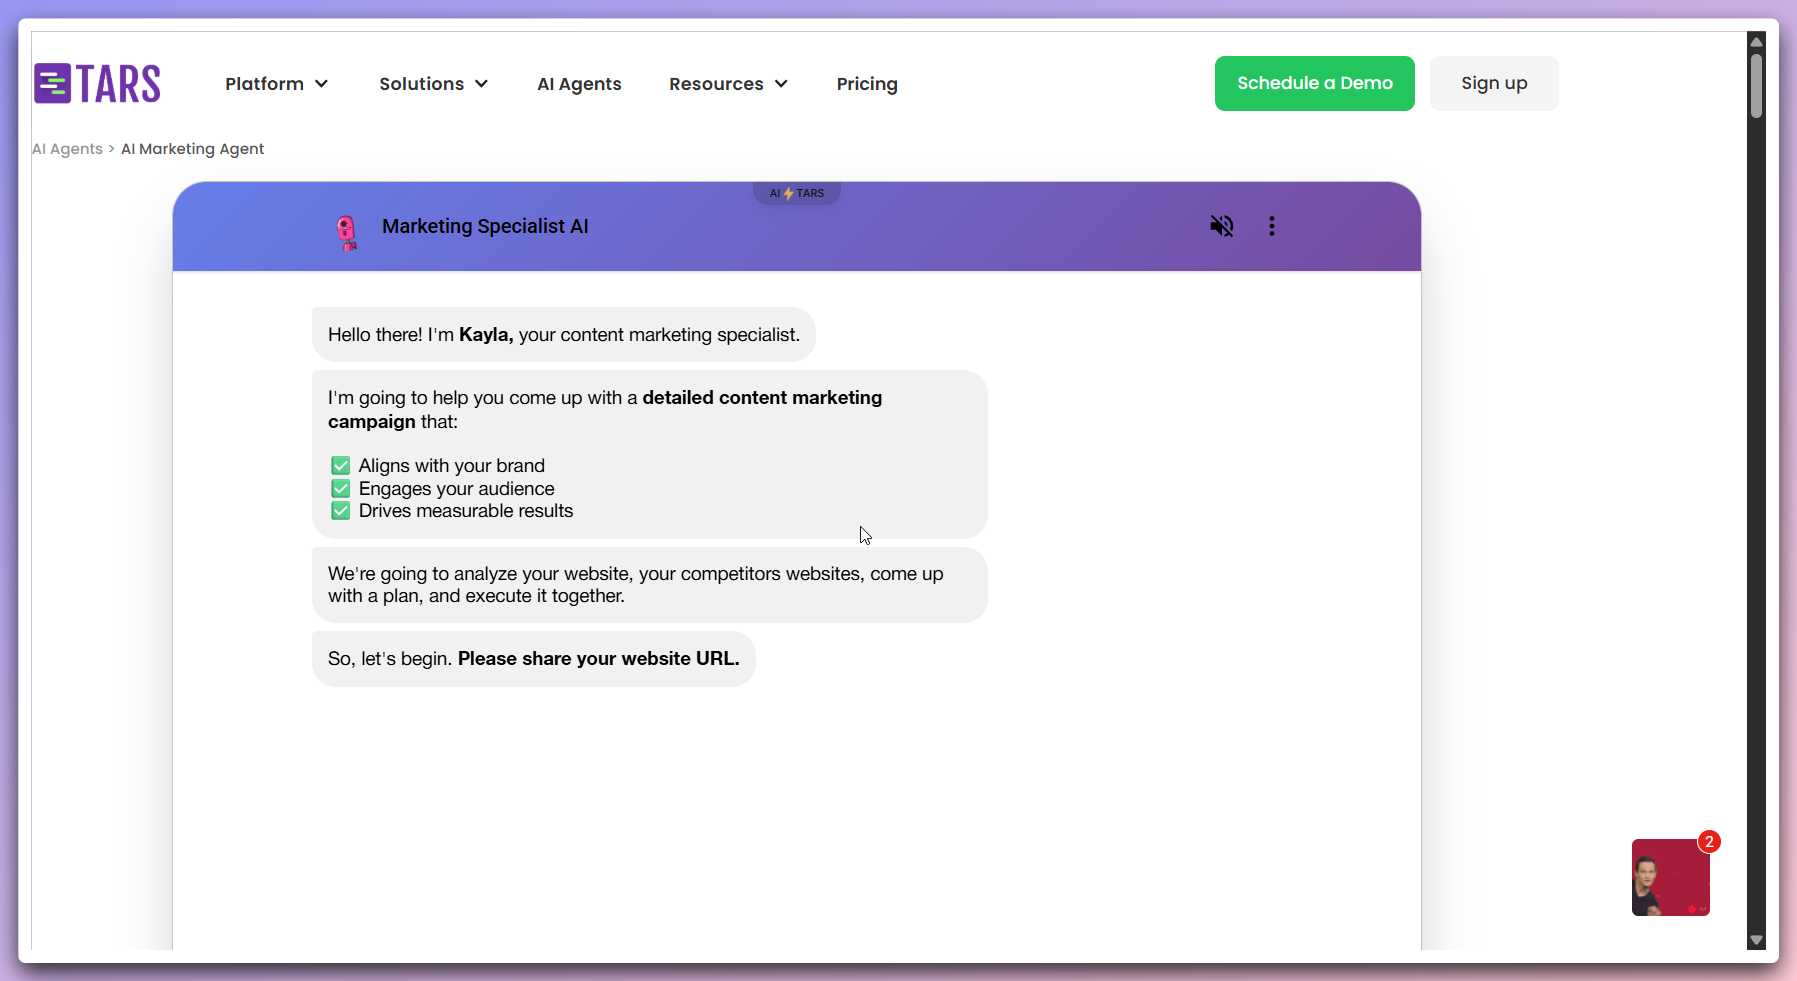 TARS
Platform
Solutions
AI Agents
Resources
Pricing
Schedule a Demo
Sign up
AI Agents > AI Marketing Agent
AI⚡TARS
Marketing Specialist AI
Hello there! I'm Kayla, your content marketing specialist.
I'm going to help you come up with a detailed content marketing
campaign that:
✅ Aligns with your brand
✅ Engages your audience
✅ Drives measurable results
We're going to analyze your website, your competitors websites, come up
with a plan, and execute it together.
So, let's begin. Please share your website URL.
2